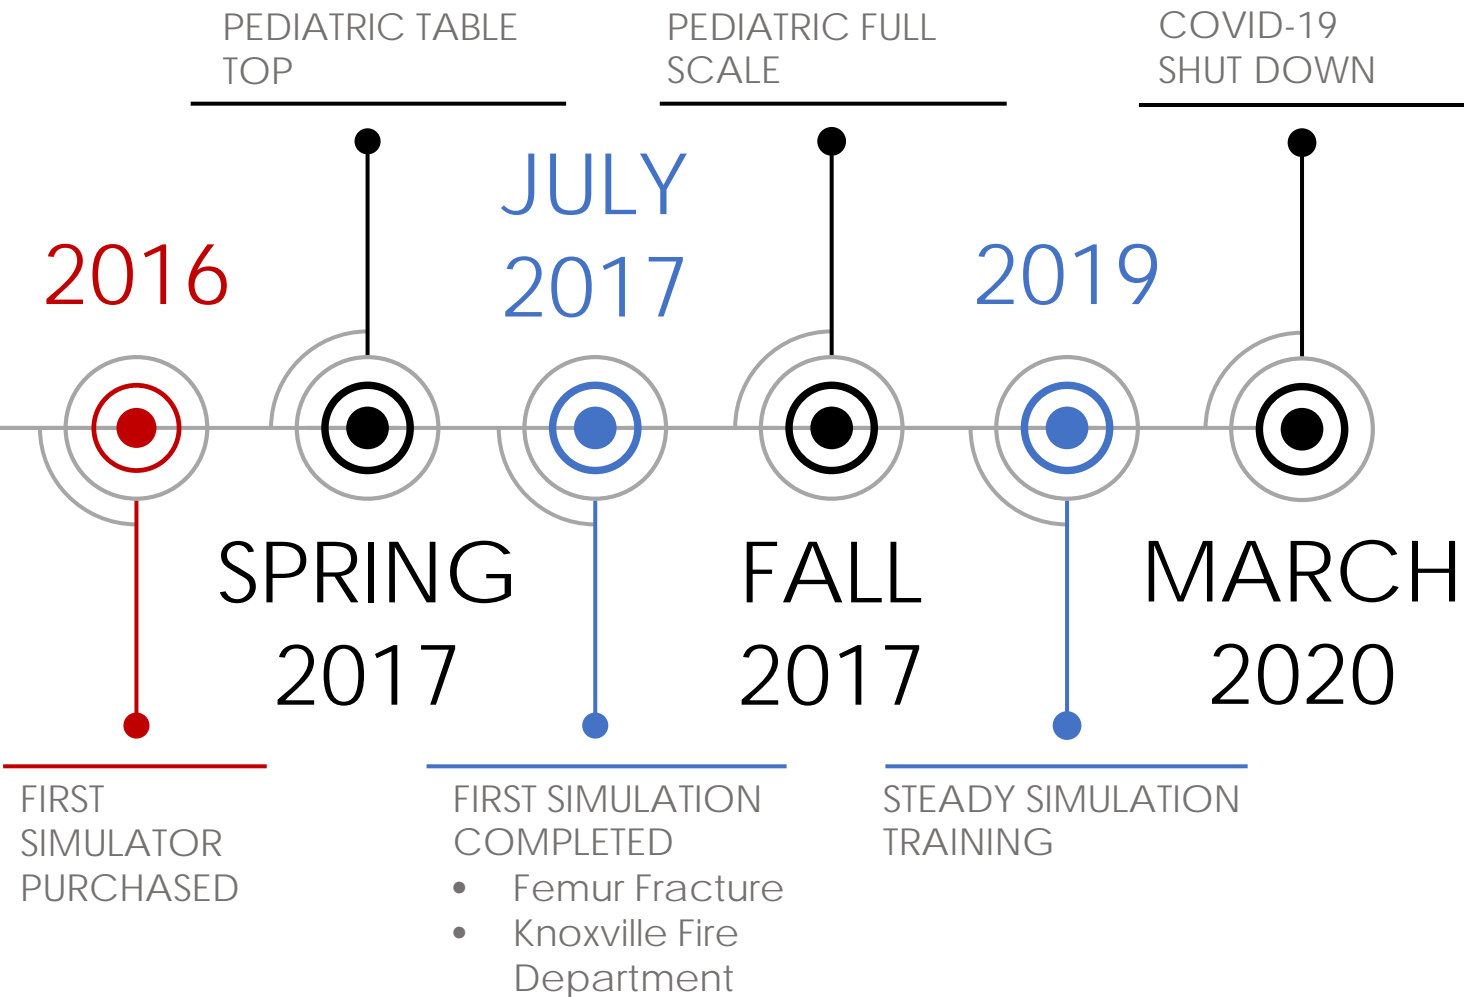 PEDIATRIC TABLE
TOP
PEDIATRIC FULL
SCALE
COVID-19
SHUT DOWN
2016
JULY
2017
2019
SPRING
2017
FALL
2017
MARCH
2020
FIRST
SIMULATOR
PURCHASED
FIRST SIMULATION
COMPLETED
• Femur Fracture
• Knoxville Fire
Department
STEADY SIMULATION
TRAINING